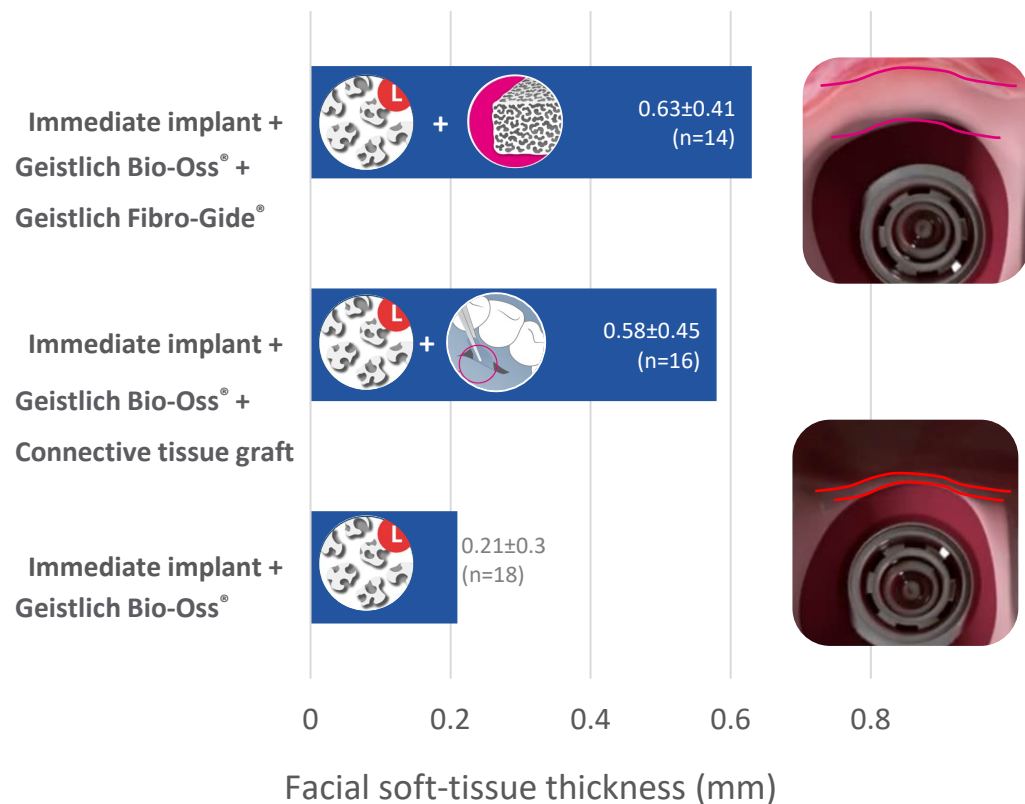 Immediate implant +
Geistlich Bio-Oss® +
Geistlich Fibro-Gide®
L
+
0.63±0.41
(n=14)
Immediate implant +
Geistlich Bio-Oss® +
Connective tissue graft
L
+
0.58±0.45
(n=16)
Immediate implant +
Geistlich Bio-Oss®
L
0.21±0.3
(n=18)
0 0.2 0.4 0.6 0.8
Facial soft-tissue thickness (mm)